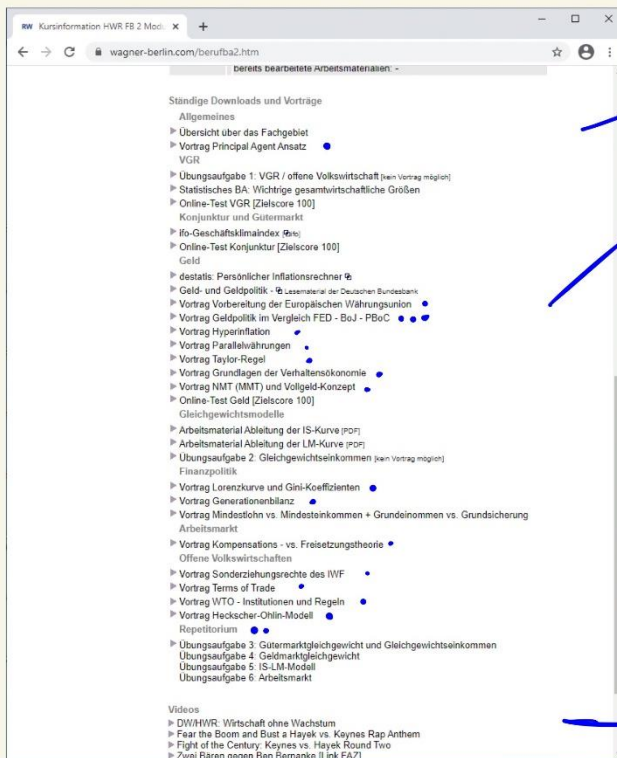 RW Kursinformation HWR FB 2 Modu
wagner-berlin.com/berufba2.htm
bereits bearbeitete Arbeitsmaterialien: -
Ständige Downloads und Vorträge
Allgemeines
Übersicht über das Fachgebiet
Vortrag Principal Agent Ansatz
VGR
Übungsaufgabe 1: VGR / offene Volkswirtschaft [kein Vortrag möglich]
Statistisches BA: Wichtrige gesamtwirtschaftliche Größen
Online-Test VGR [Zielscore 100]
Konjunktur und Gütermarkt
ifo-Geschäftsklimaindex [ifo]
Online-Test Konjunktur [Zielscore 100]
Geld
destatis: Persönlicher Inflationsrechner
Geld- und Geldpolitik - Lesematerial der Deutschen Bundesbank
Vortrag Vorbereitung der Europäischen Währungsunion
Vortrag Geldpolitik im Vergleich FED - BoJ - PBoC
Vortrag Hyperinflation
Vortrag Parallelwährungen
Vortrag Taylor-Regel
Vortrag Grundlagen der Verhaltensökonomie
Vortrag NMT (MMT) und Vollgeld-Konzept
Online-Test Geld [Zielscore 100]
Gleichgewichtsmodelle
Arbeitsmaterial Ableitung der IS-Kurve [PDF]
Arbeitsmaterial Ableitung der LM-Kurve [PDF]
Übungsaufgabe 2: Gleichgewichtseinkommen [kein Vortrag möglich]
Finanzpolitik
Vortrag Lorenzkurve und Gini-Koeffizienten
Vortrag Generationenbilanz
Vortrag Mindestlohn vs. Mindesteinkommen + Grundeinommen vs. Grundsicherung
Arbeitsmarkt
Vortrag Kompensations - vs. Freisetzungstheorie
Offene Volkswirtschaften
Vortrag Sonderziehungsrechte des IWF
Vortrag Terms of Trade
Vortrag WTO - Institutionen und Regeln
Vortrag Heckscher-Ohlin-Modell
Repetitorium
Übungsaufgabe 3: Gütermarktgleichgewicht und Gleichgewichtseinkommen
Übungsaufgabe 4: Geldmarktgleichgewicht
Übungsaufgabe 5: IS-LM-Modell
Übungsaufgabe 6: Arbeitsmarkt
Videos
DW/HWR: Wirtschaft ohne Wachstum
Fear the Boom and Bust a Hayek vs. Keynes Rap Anthem
Fight of the Century: Keynes vs. Hayek Round Two
Zwei Bären gegen Ben Bernanke [Link FAZ]